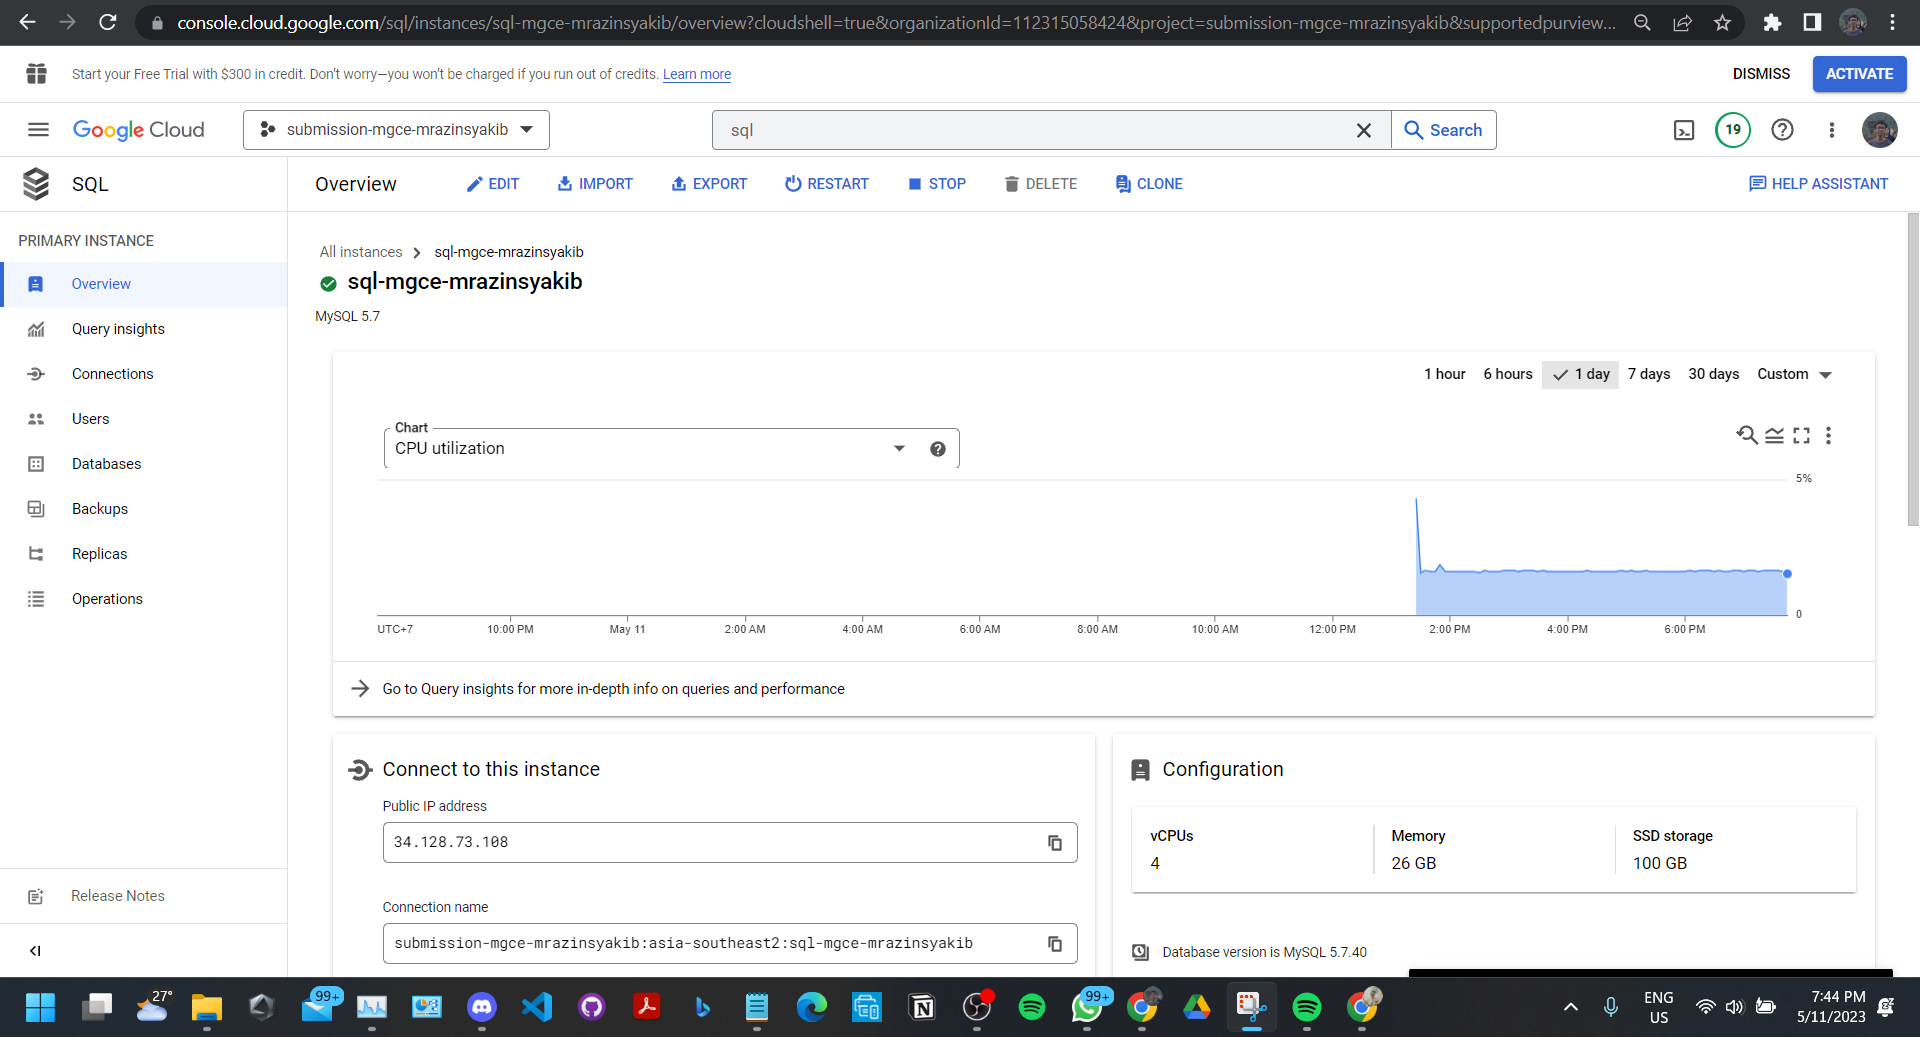 console.cloud.google.com/sql/instances/sql-mgce-mrazinsyakib/overview?cloudshell=true&organizationId=112315058424&project=submission-mgce-mrazinsyakib&supportedpurview...
Start your Free Trial with $300 in credit. Don't worry—you won't be charged if you run out of credits. Learn more
DISMISS
ACTIVATE
Google Cloud
submission-mgce-mrazinsyakib
sql
Search
19
SQL
Overview
EDIT
IMPORT
EXPORT
RESTART
STOP
DELETE
CLONE
HELP ASSISTANT
PRIMARY INSTANCE
Overview
Query insights
Connections
Users
Databases
Backups
Replicas
Operations
Release Notes
All instances
sql-mgce-mrazinsyakib
sql-mgce-mrazinsyakib
MySQL 5.7
1 hour
6 hours
1 day
7 days
30 days
Custom
Chart
CPU utilization
5%
0
UTC+7
10:00 PM
May 11
2:00 AM
4:00 AM
6:00 AM
8:00 AM
10:00 AM
12:00 PM
2:00 PM
4:00 PM
6:00 PM
Go to Query insights for more in-depth info on queries and performance
Connect to this instance
Public IP address
34.128.73.108
Connection name
submission-mgce-mrazinsyakib:asia-southeast2:sql-mgce-mrazinsyakib
Configuration
vCPUs
4
Memory
26 GB
SSD storage
100 GB
Database version is MySQL 5.7.40
27°
99+
99+
ENG
US
7:44 PM
5/11/2023